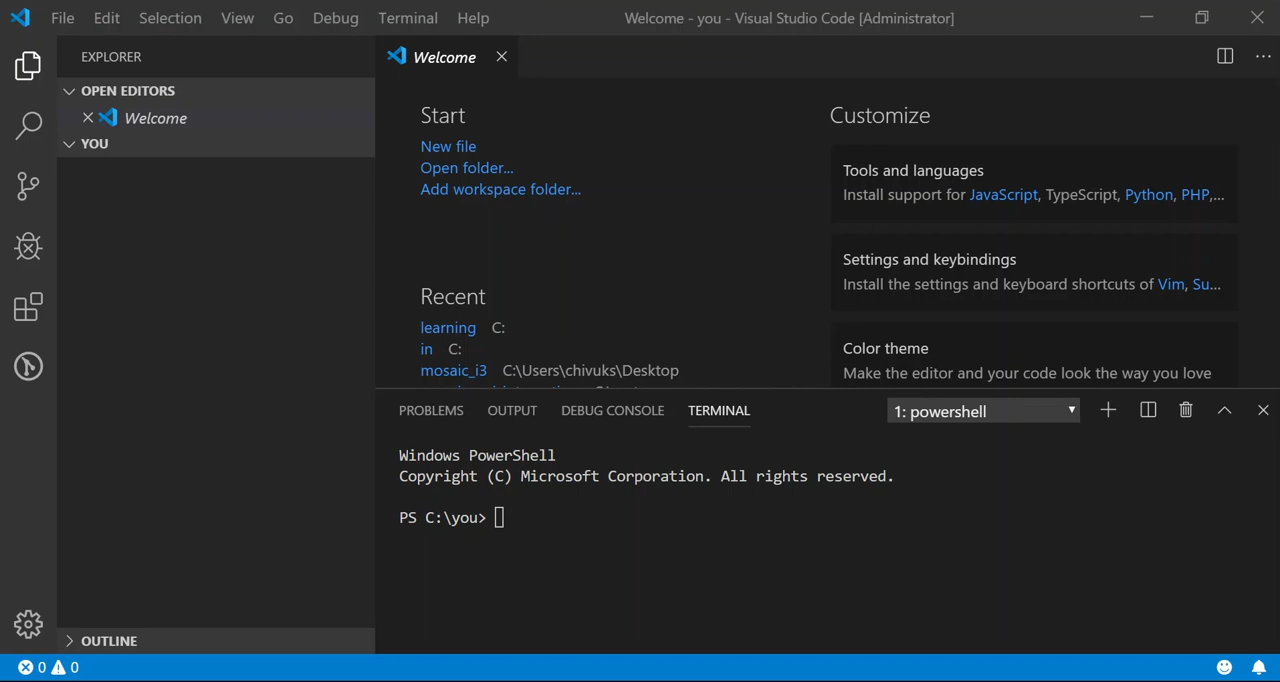 File Edit Selection View Go Debug Terminal Help Welcome - you - Visual Studio Code [Administrator]
EXPLORER
OPEN EDITORS
Welcome
YOU
OUTLINE
Welcome
Start
New file
Open folder...
Add workspace folder...
Recent
learning C:
in C:
mosaic_i3 C:\Users\chivuks\Desktop
Customize
Tools and languages
Install support for JavaScript, TypeScript, Python, PHP,...
Settings and keybindings
Install the settings and keyboard shortcuts of Vim, Su...
Color theme
Make the editor and your code look the way you love
PROBLEMS OUTPUT DEBUG CONSOLE TERMINAL 1: powershell
Windows PowerShell
Copyright (C) Microsoft Corporation. All rights reserved.
PS C:\you>
0 0